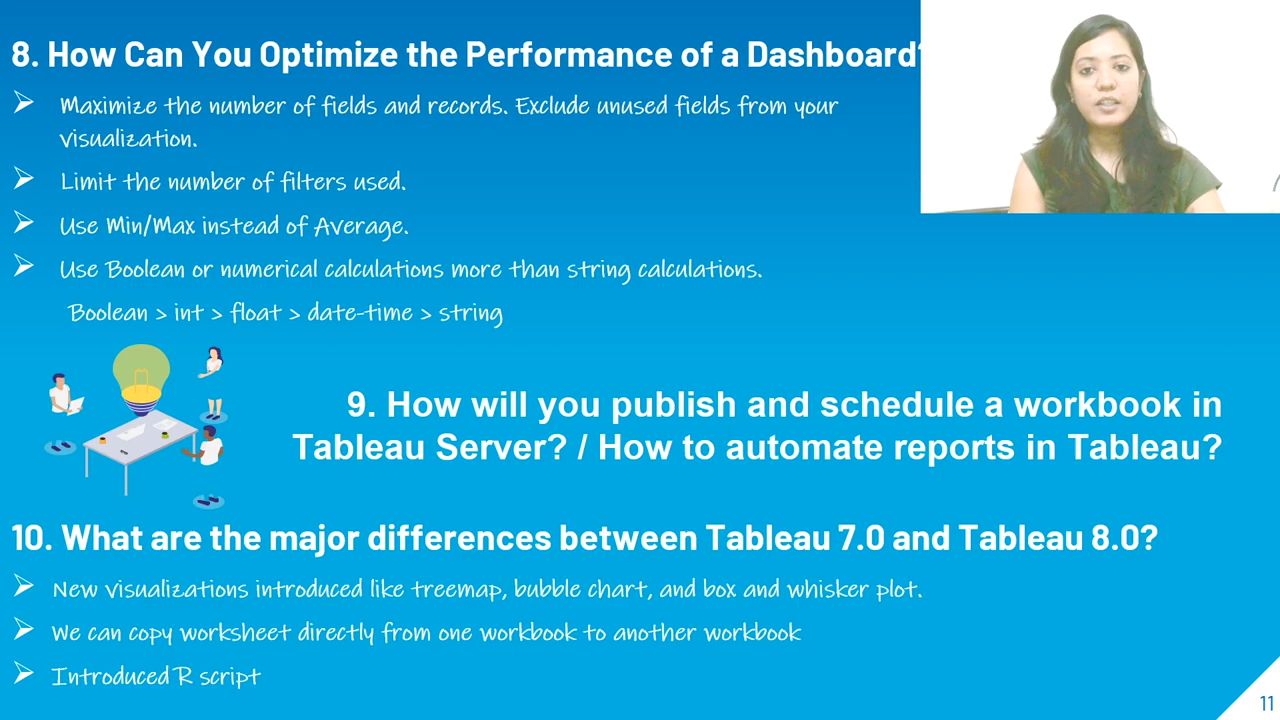 8. How Can You Optimize the Performance of a Dashboard?
Maximize the number of fields and records. Exclude unused fields from your
visualization.
Limit the number of filters used.
Use Min/Max instead of Average.
Use Boolean or numerical calculations more than string calculations.
Boolean > int > float > date-time > string
9. How will you publish and schedule a workbook in
Tableau Server? / How to automate reports in Tableau?
10. What are the major differences between Tableau 7.0 and Tableau 8.0?
New visualizations introduced like treemap, bubble chart, and box and whisker plot.
We can copy worksheet directly from one workbook to another workbook
Introduced R script
11